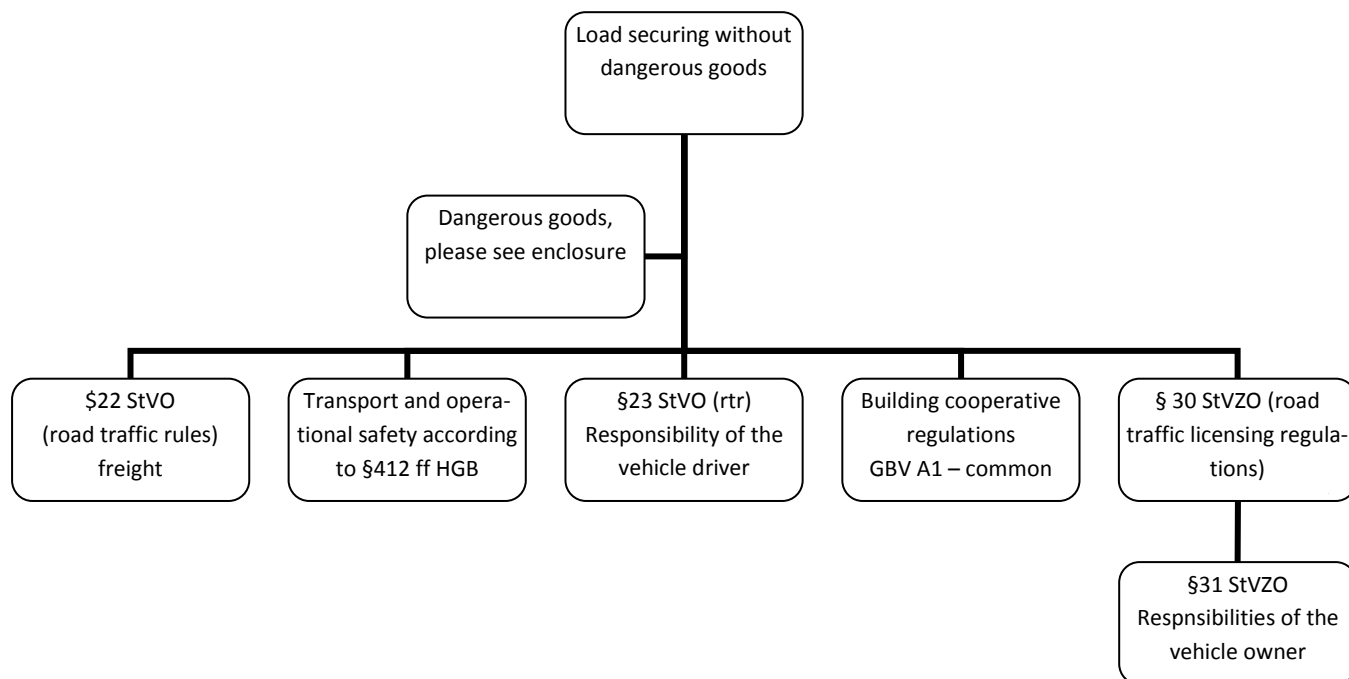 Load securing without
dangerous goods
Dangerous goods,
please see enclosure
$22 StVO
(road traffic rules)
freight
Transport and opera-
tional safety according
to §412 ff HGB
§23 StVO (rtr)
Responsibility of the
vehicle driver
Building cooperative
regulations
GBV A1 – common
§ 30 StVZO (road
traffic licensing regula-
tions)
§31 StVZO
Respnsibilities of the
vehicle owner